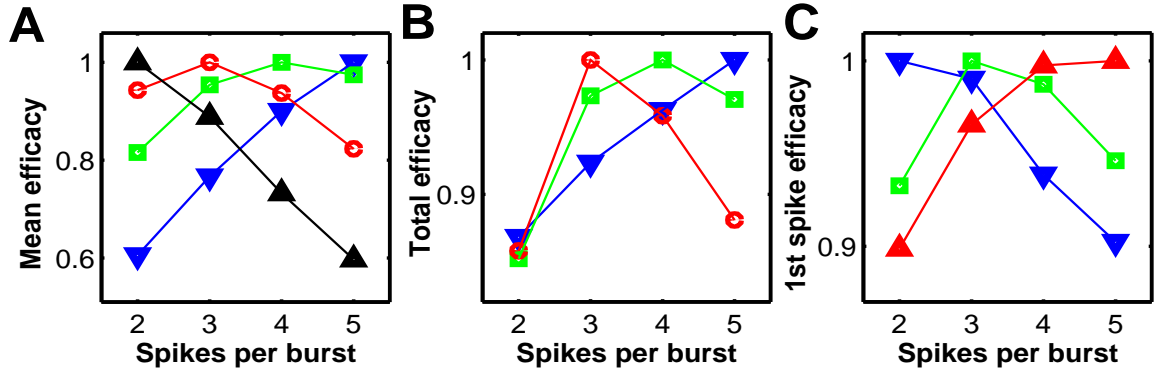 A
Mean efficacy
1
0.8
0.6
2 3 4 5
Spikes per burst
B
Total efficacy
1
0.9
2 3 4 5
Spikes per burst
C
1st spike efficacy
1
0.9
2 3 4 5
Spikes per burst